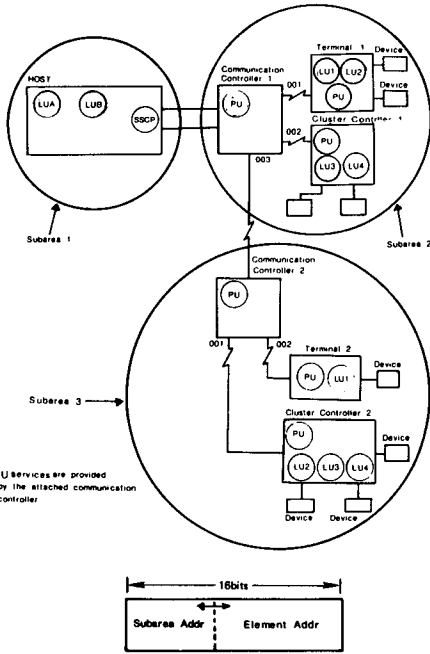 HOST
LUA
LUB
SSCP
Subarea 1
Communication
Controller 1
PU
001
002
003
Terminal 1
Device
LU1
LU2
PU
Device
Cluster Controller 1
PU
LU3
LU4
Subarea 2
Communication
Controller 2
PU
001
002
Terminal 2
Device
PU
LU1
Subarea 3
Cluster Controller 2
PU
Device
LU2
LU3
LU4
Device
Device
U services are provided
by the attached communication
controller
16bits
Subarea Addr
Element Addr